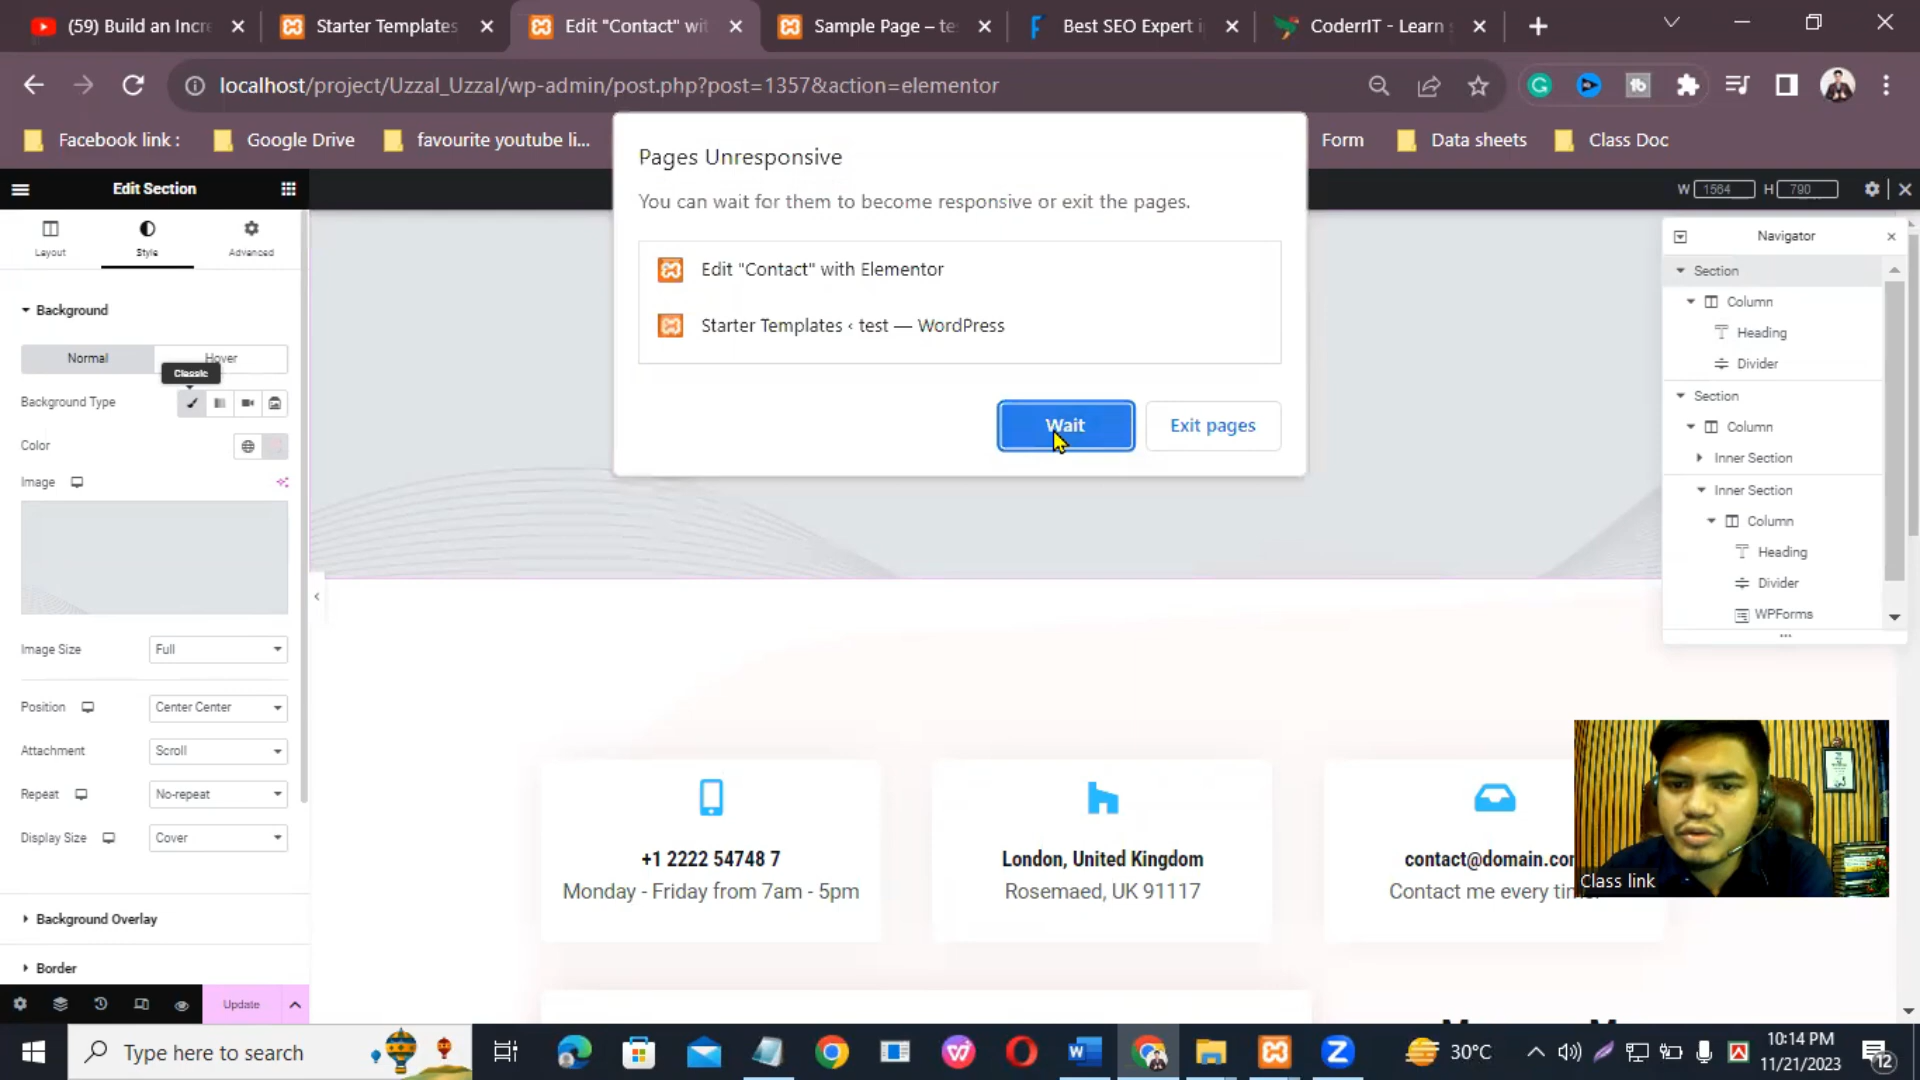 (59) Build an Incre
Starter Templates
Edit "Contact" wit
Sample Page – te
Best SEO Expert i
CoderrIT - Learn
localhost/project/Uzzal_Uzzal/wp-admin/post.php?post=1357&action=elementor
Facebook link :
Google Drive
favourite youtube li...
Form
Data sheets
Class Doc
Edit Section
W 1564 H 790
Pages Unresponsive
You can wait for them to become responsive or exit the pages.
Edit "Contact" with Elementor
Starter Templates ‹ test — WordPress
Wait
Exit pages
Layout
Style
Advanced
Background
Normal
Hover
Classic
Background Type
Color
Image
Image Size
Full
Position
Center Center
Attachment
Scroll
Repeat
No-repeat
Display Size
Cover
Background Overlay
Border
Update
Navigator
Section
Column
Heading
Divider
Section
Column
Inner Section
Inner Section
Column
Heading
Divider
WPForms
+1 2222 54748 7
Monday - Friday from 7am - 5pm
London, United Kingdom
Rosemaed, UK 91117
contact@domain.com
Contact me every time!
Class link
Type here to search
30°C
10:14 PM
11/21/2023
12